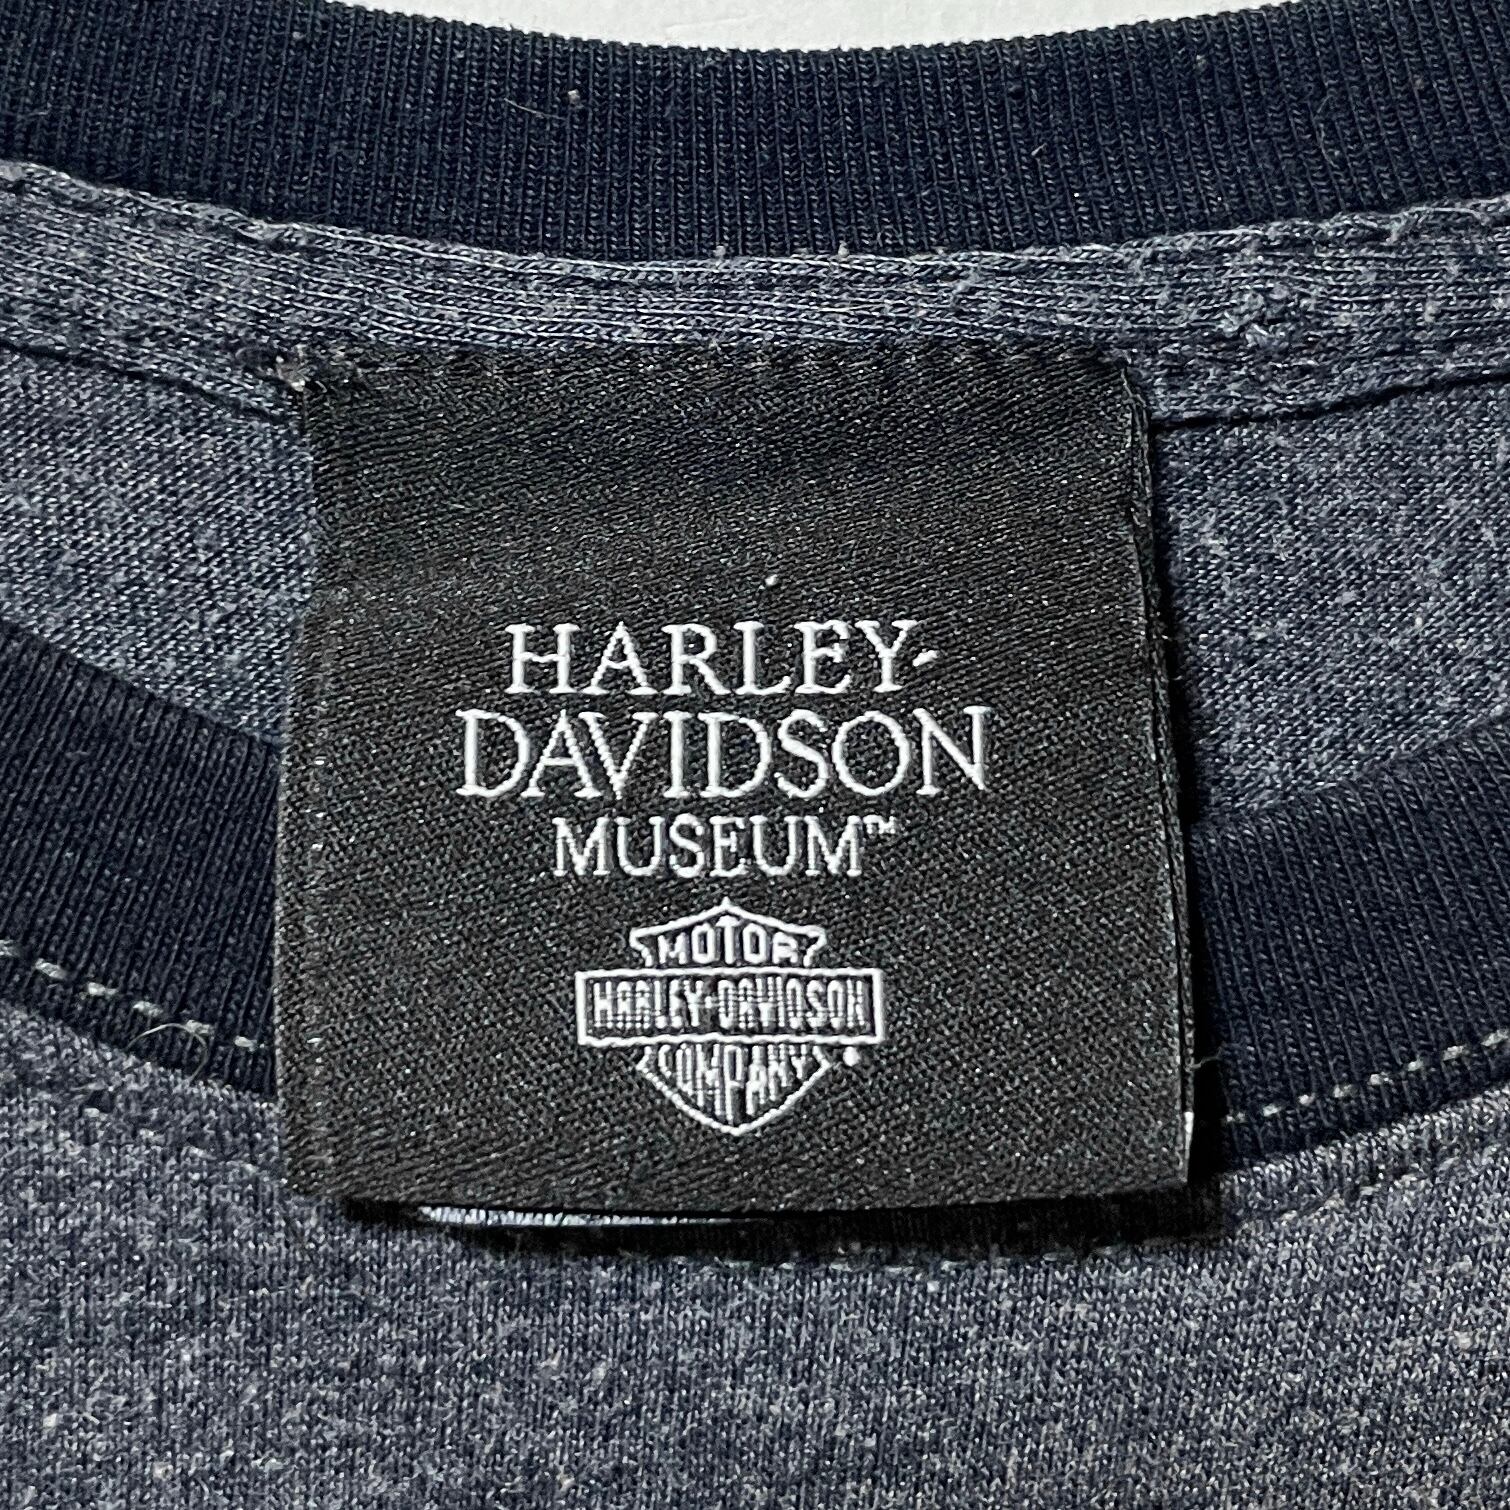 HARLEY-
DAVIDSON
MUSEUM™
MOTOR
HARLEY-DAVIDSON
COMPANY